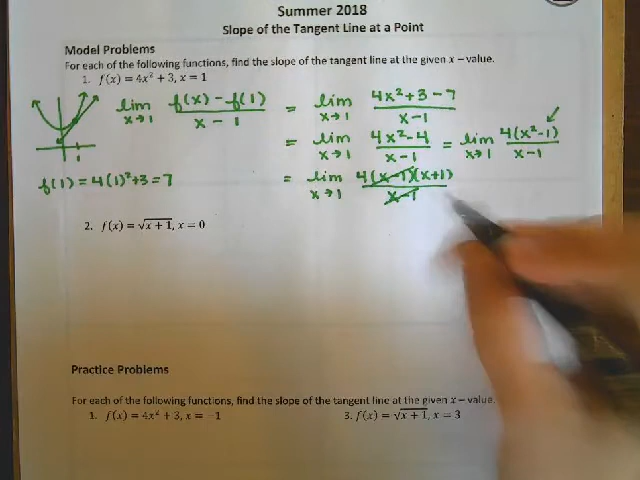 Summer 2018
Slope of the Tangent Line at a Point
Model Problems
For each of the following functions, find the slope of the tangent line at the given x – value.
1. f(x) = 4x² + 3, x = 1
lim x→1 (f(x) – f(1))/(x – 1) = lim x→1 (4x²+3–7)/(x–1)
= lim x→1 (4x²–4)/(x–1) = lim x→1 (4(x²–1))/(x–1)
f(1) = 4(1)²+3 = 7
= lim x→1 (4(x–1)(x+1))/(x–1)
2. f(x) = √(x + 1), x = 0
Practice Problems
For each of the following functions, find the slope of the tangent line at the given x – value.
1. f(x) = 4x² + 3, x = −1
3. f(x) = √(x + 1), x = 3